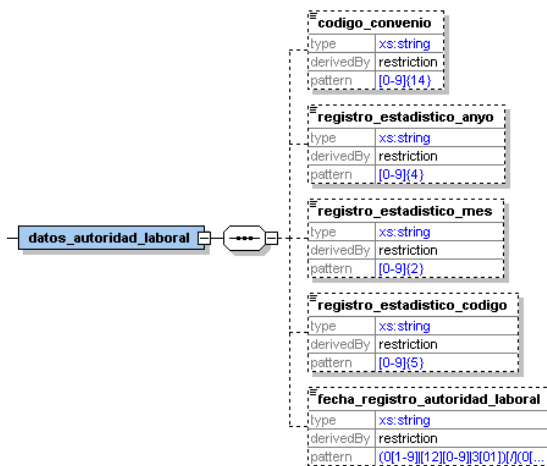 codigo_convenio
type xs:string
derivedBy restriction
pattern [0-9]{14}
registro_estadistico_anyo
type xs:string
derivedBy restriction
pattern [0-9]{4}
registro_estadistico_mes
type xs:string
derivedBy restriction
pattern [0-9]{2}
datos_autoridad_laboral
registro_estadistico_codigo
type xs:string
derivedBy restriction
pattern [0-9]{5}
fecha_registro_autoridad_laboral
type xs:string
derivedBy restriction
pattern (0[1-9]|[12][0-9]|3[01])[/](0[...